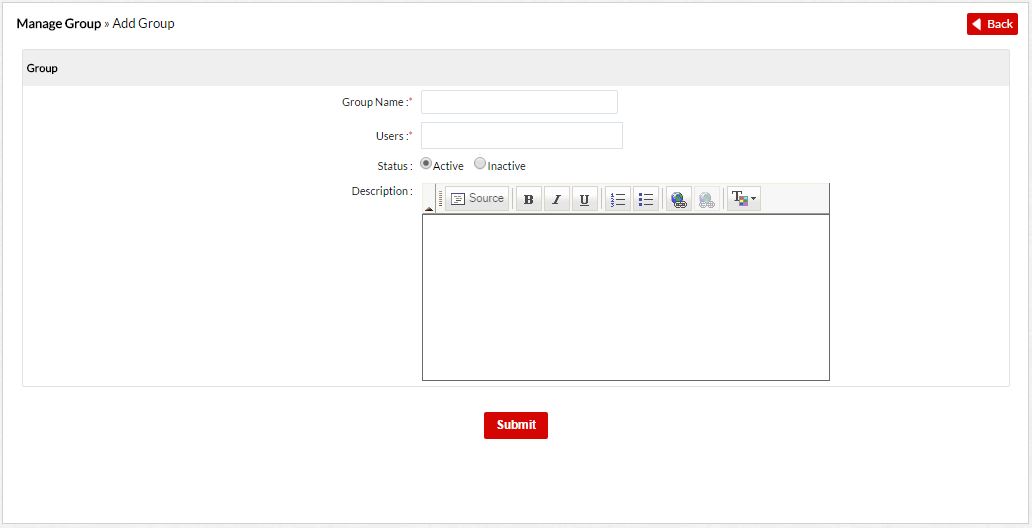 Manage Group » Add Group
Back
Group
Group Name :*
Users :*
Status : Active Inactive
Description :
Source B I U T
Submit